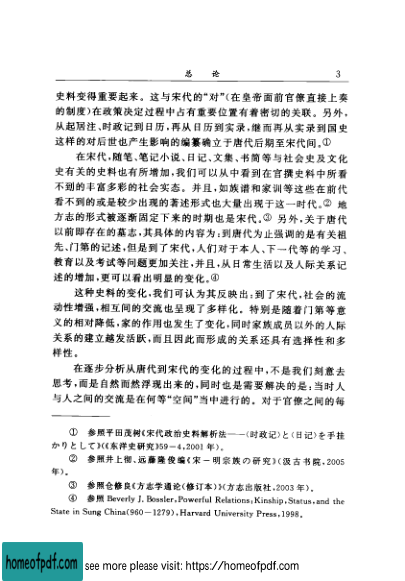 总 论 3
史料变得重要起来。这与宋代的“对”(在皇帝面前官僚直接上奏
的制度)在政策决定过程中占有重要位置有着密切的关联。另外,
从起居注、时政记到日历,再从日历到实录,继而再从实录到国史
这样的对后世也产生影响的编纂确立于唐代后期至宋代间。①
在宋代,随笔、笔记小说、日记、文集、书简等与社会史及文化
史有关的史料也有所增加,我们可以从中看到在官撰史料中所看
不到的丰富多彩的社会实态。并且,如族谱和家训等这些在前代
看不到的或是较少出现的著述形式也大量出现于这一时代。② 地
方志的形式被逐渐固定下来的时期也是宋代。③ 另外,关于唐代
以前即存在的墓志,其具体的内容为:到唐代为止强调的是有关祖
先、门第的记述,但是到了宋代,人们对于本人、下一代等的学习、
教育以及考试等问题更加关注,并且,从日常生活以及人际关系记
述的增加,更可以看出明显的变化。④
这种史料的变化,我们可认为其反映出:到了宋代,社会的流
动性增强,相互间的交流也呈现了多样化。特别是随着门第等意
义的相对降低,家的作用也发生了变化,同时家族成员以外的人际
关系的建立越发活跃,而且因此而形成的关系还具有选择性和多
样性。
在逐步分析从唐代到宋代的变化的过程中,不是我们刻意去
思考,而是自然而然浮现出来的,同时也是需要解决的是:当时人
与人之间的交流是在何等“空间”当中进行的。对于官僚之间的每
① 参照平田茂树《宋代政治史料解析法——〈时政记〉と〈日记〉を手挂
かりとして》(《东洋史研究》59-4,2001年)。
② 参照井上彻、远藤隆俊编《宋-明宗族の研究》(汲古书院,2005
年)。
③ 参照仓修良《方志学通论(修订本)》(方志出版社,2003年)。
④ 参照 Beverly J. Bossler,Powerful Relations:Kinship,Status,and the
State in Sung China(960—1279),Harvard University Press,1998。
homeofpdf.com
see more please visit: https://homeofpdf.com